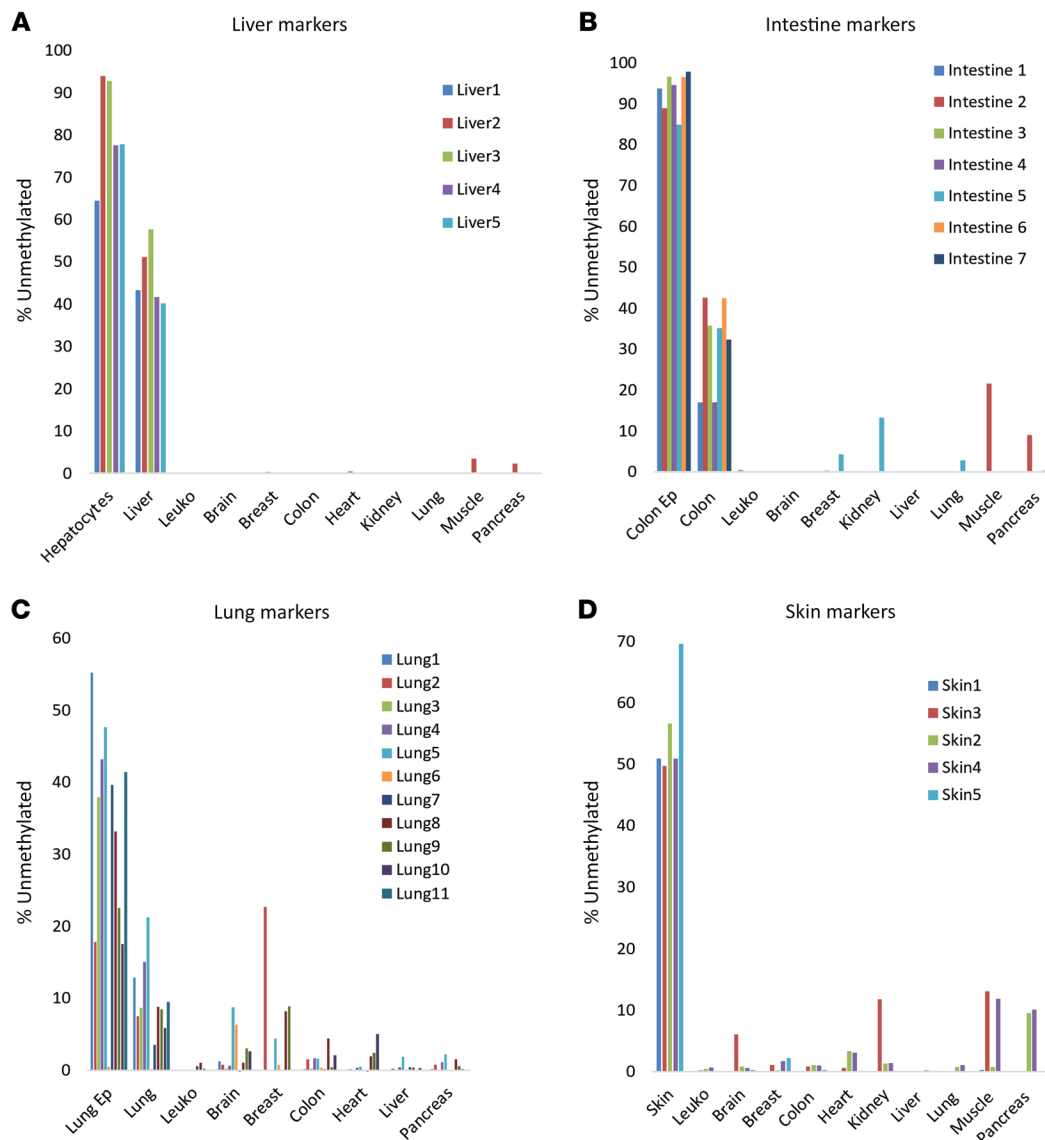 A
Liver markers
% Unmethylated
100
90
80
70
60
50
40
30
20
10
0
Liver1
Liver2
Liver3
Liver4
Liver5
Hepatocytes
Liver
Leuko
Brain
Breast
Colon
Heart
Kidney
Lung
Muscle
Pancreas
B
Intestine markers
% Unmethylated
100
90
80
70
60
50
40
30
20
10
0
Intestine 1
Intestine 2
Intestine 3
Intestine 4
Intestine 5
Intestine 6
Intestine 7
Colon Ep
Colon
Leuko
Brain
Breast
Kidney
Liver
Lung
Muscle
Pancreas
C
Lung markers
% Unmethylated
60
50
40
30
20
10
0
Lung1
Lung2
Lung3
Lung4
Lung5
Lung6
Lung7
Lung8
Lung9
Lung10
Lung11
Lung Ep
Lung
Leuko
Brain
Breast
Colon
Heart
Liver
Pancreas
D
Skin markers
% Unmethylated
70
60
50
40
30
20
10
0
Skin1
Skin3
Skin2
Skin4
Skin5
Skin
Leuko
Brain
Breast
Colon
Heart
Kidney
Liver
Lung
Muscle
Pancreas